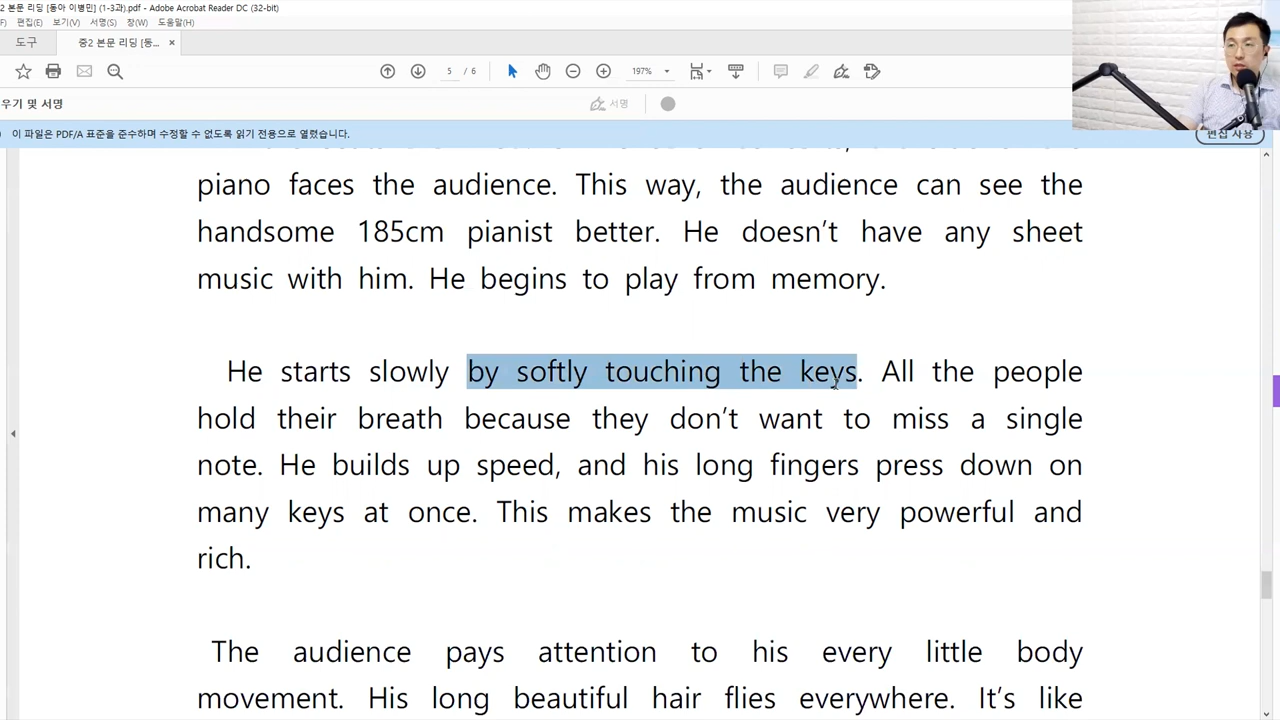 2 본문 리딩 [동아 이병민] (1-3과).pdf - Adobe Acrobat Reader DC (32-bit)
F) 편집(E) 보기(V) 서명(S) 창(W) 도움말(H)
도구 중2 본문 리딩 [동... ×
5 / 6 197%
우기 및 서명 서명
이 파일은 PDF/A 표준을 준수하며 수정할 수 없도록 읽기 전용으로 열렸습니다. 편집 사용
piano faces the audience. This way, the audience can see the
handsome 185cm pianist better. He doesn’t have any sheet
music with him. He begins to play from memory.
He starts slowly by softly touching the keys. All the people
hold their breath because they don’t want to miss a single
note. He builds up speed, and his long fingers press down on
many keys at once. This makes the music very powerful and
rich.
The audience pays attention to his every little body
movement. His long beautiful hair flies everywhere. It’s like